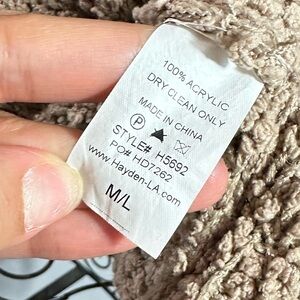 100% ACRYLIC
DRY CLEAN ONLY
MADE IN CHINA
P
STYLE# H5692
PO# HD7262
www.Hayden-LA.com
M/L